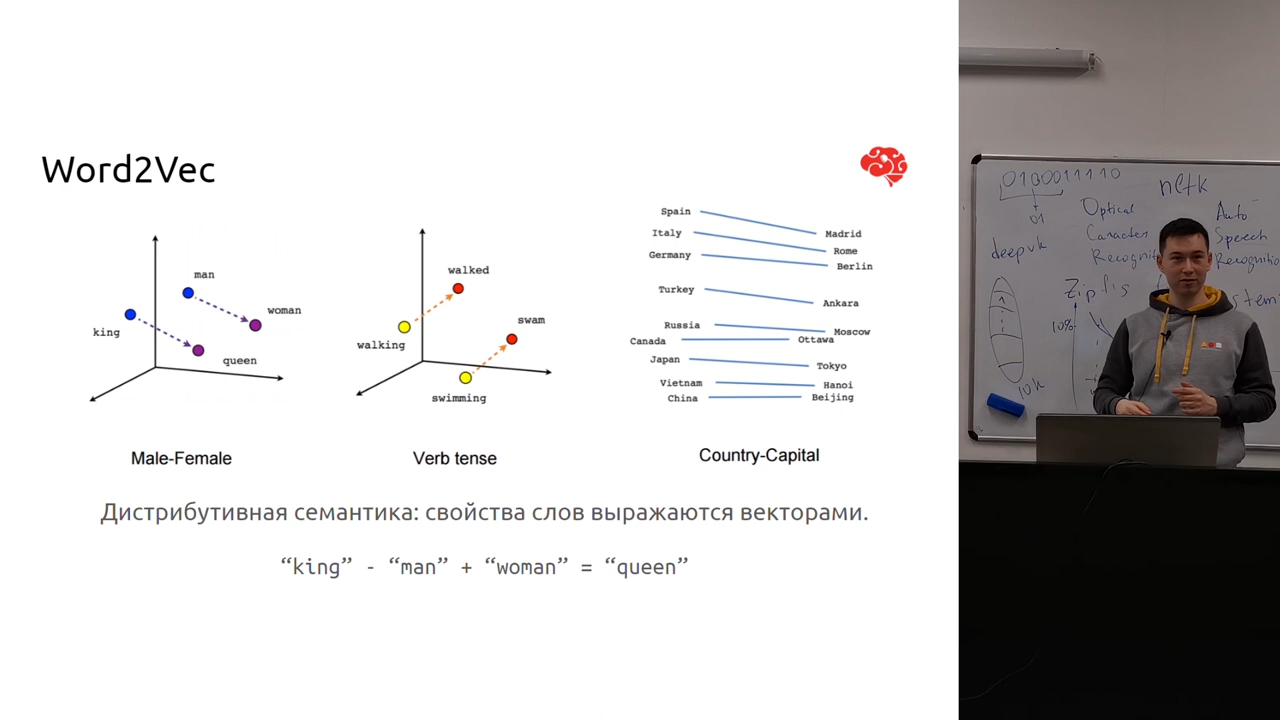 Word2Vec
man
woman
king
queen
Male-Female
walked
swam
walking
swimming
Verb tense
Spain
Madrid
Italy
Rome
Germany
Berlin
Turkey
Ankara
Russia
Moscow
Canada
Ottawa
Japan
Tokyo
Vietnam
Hanoi
China
Beijing
Country-Capital
Дистрибутивная семантика: свойства слов выражаются векторами.
“king” - “man” + “woman” = “queen”
0100011110
nltk
01
Optical
Auto
Speech
deepvk
Zipfs
10%
10k